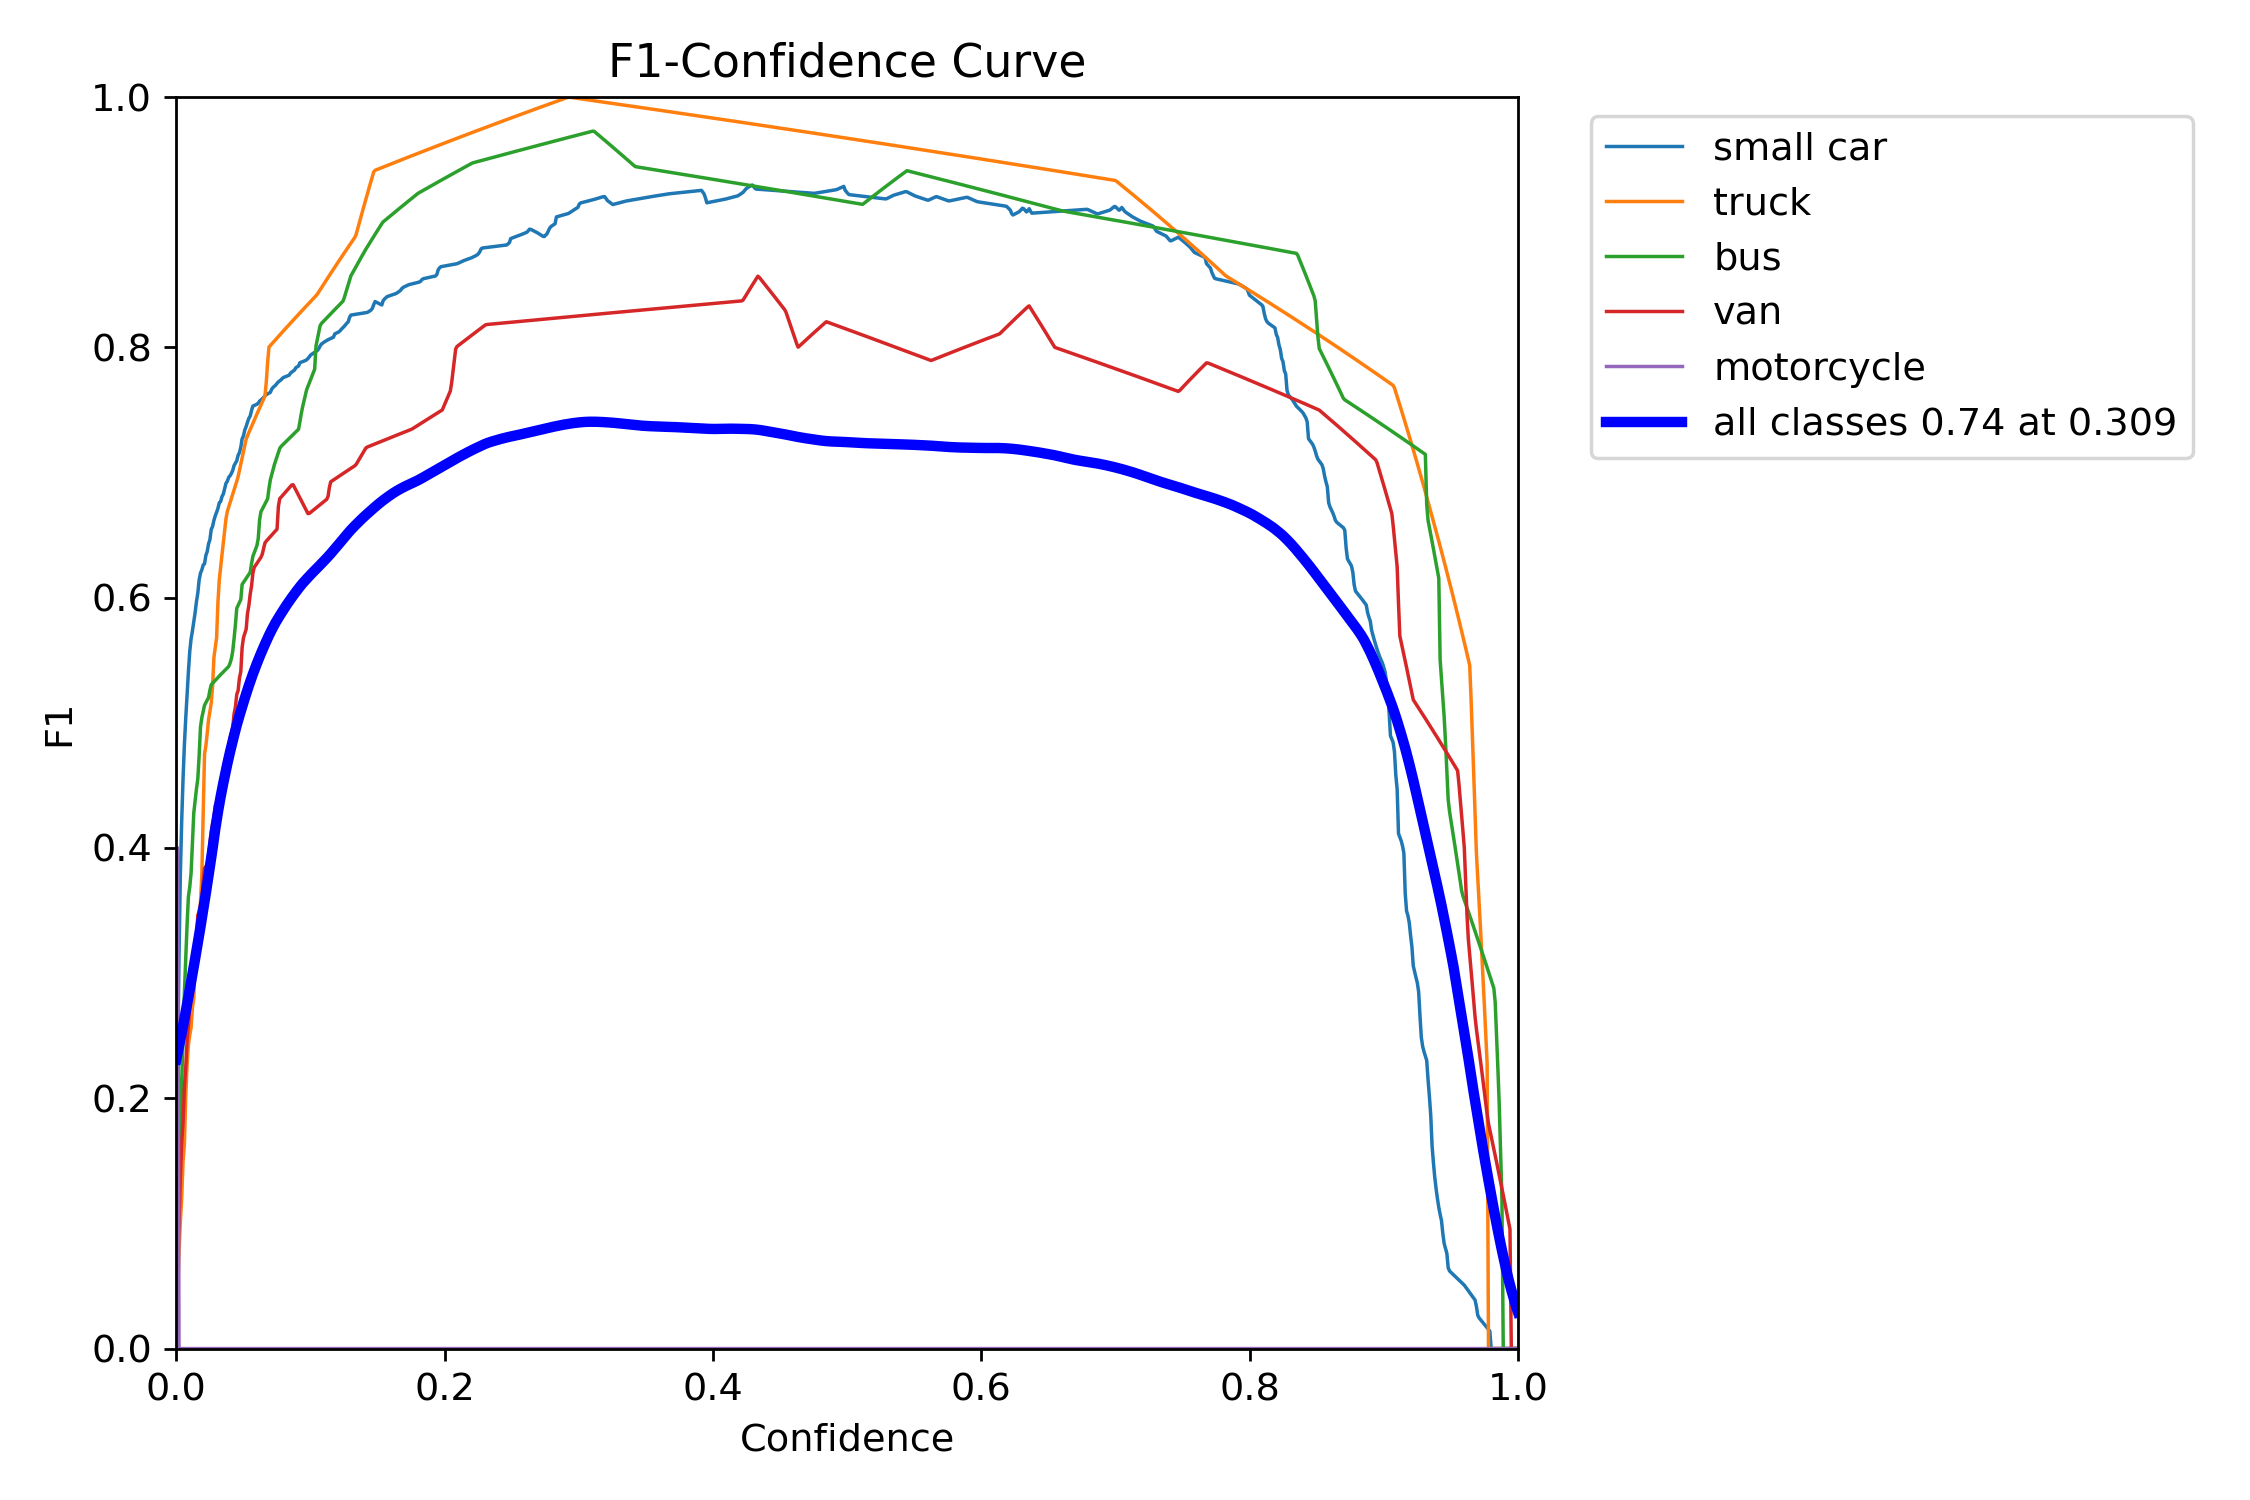 F1-Confidence Curve
1.0
0.8
0.6
0.4
0.2
0.0
F1
0.0 0.2 0.4 0.6 0.8 1.0
Confidence
small car
truck
bus
van
motorcycle
all classes 0.74 at 0.309